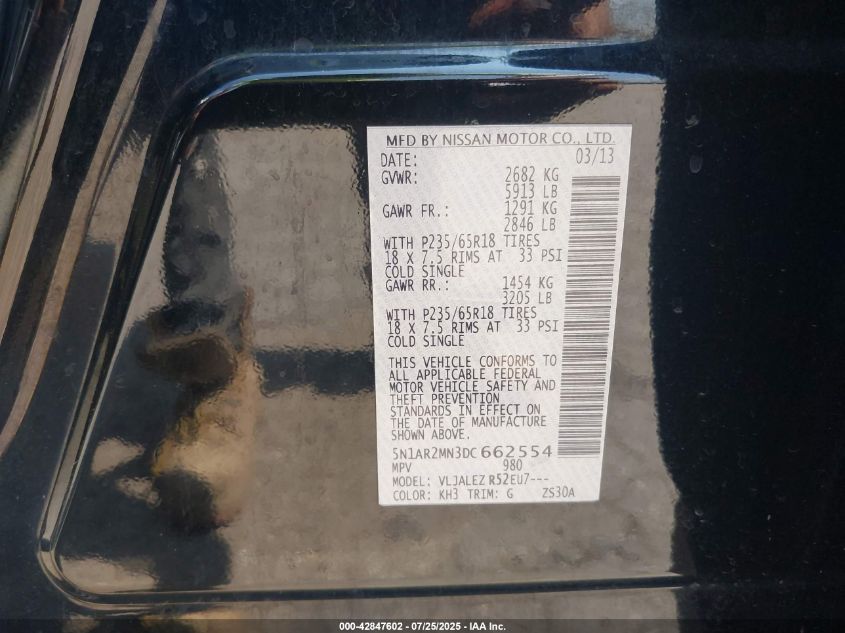 MFD BY NISSAN MOTOR CO., LTD.
DATE: 03/13
GVWR: 2682 KG
5913 LB
GAWR FR.: 1291 KG
2846 LB
WITH P235/65R18 TIRES
18 X 7.5 RIMS AT 33 PSI
COLD SINGLE
GAWR RR.: 1454 KG
3205 LB
WITH P235/65R18 TIRES
18 X 7.5 RIMS AT 33 PSI
COLD SINGLE
THIS VEHICLE CONFORMS TO
ALL APPLICABLE FEDERAL
MOTOR VEHICLE SAFETY AND
THEFT PREVENTION
STANDARDS IN EFFECT ON
THE DATE OF MANUFACTURE
SHOWN ABOVE.
5N1AR2MN3DC662554
MPV 980
MODEL: VLJALEZ R52EU7---
COLOR: KH3 TRIM: G ZS30A
000-42847602 - 07/25/2025 - IAA Inc.